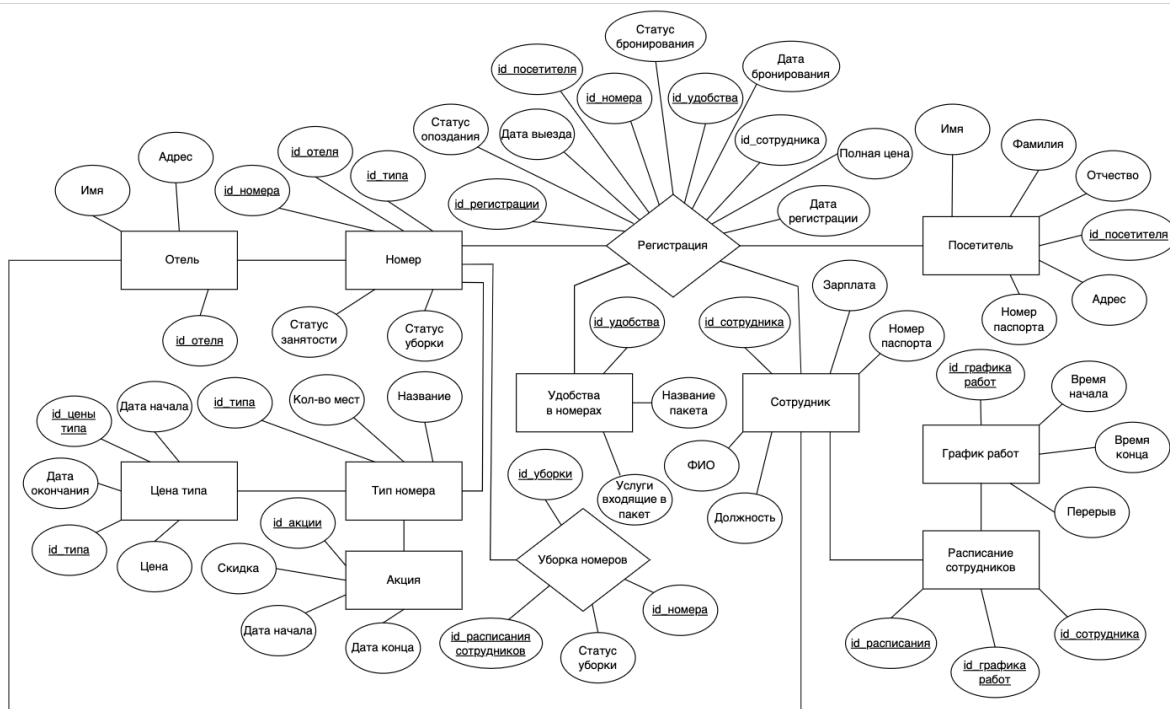 Статус
бронирования
Дата
бронирования
id_посетителя
id_номера
id_удобства
Статус
опоздания
Дата выезда
id_сотрудника
Полная цена
id_регистрации
Дата
регистрации
Регистрация
Имя
Фамилия
Отчество
id_посетителя
Адрес
Номер
паспорта
Посетитель
Имя
Адрес
Отель
id_отеля
id_номера
id_отеля
id_типа
Номер
Статус
занятости
Статус
уборки
id_удобства
Удобства
в номерах
Название
пакета
Услуги
входящие в
пакет
id_сотрудника
Зарплата
Номер
паспорта
Сотрудник
ФИО
Должность
id_графика
работ
Время
начала
Время
конца
График работ
Перерыв
Расписание
сотрудников
id_расписания
id_графика
работ
id_сотрудника
id_цены
типа
Дата начала
Дата
окончания
Цена типа
id_типа
Цена
id_типа
Кол-во мест
Название
Тип номера
id_акции
Скидка
Акция
Дата начала
Дата конца
id_уборки
Уборка номеров
id_номера
id_расписания
сотрудников
Статус
уборки